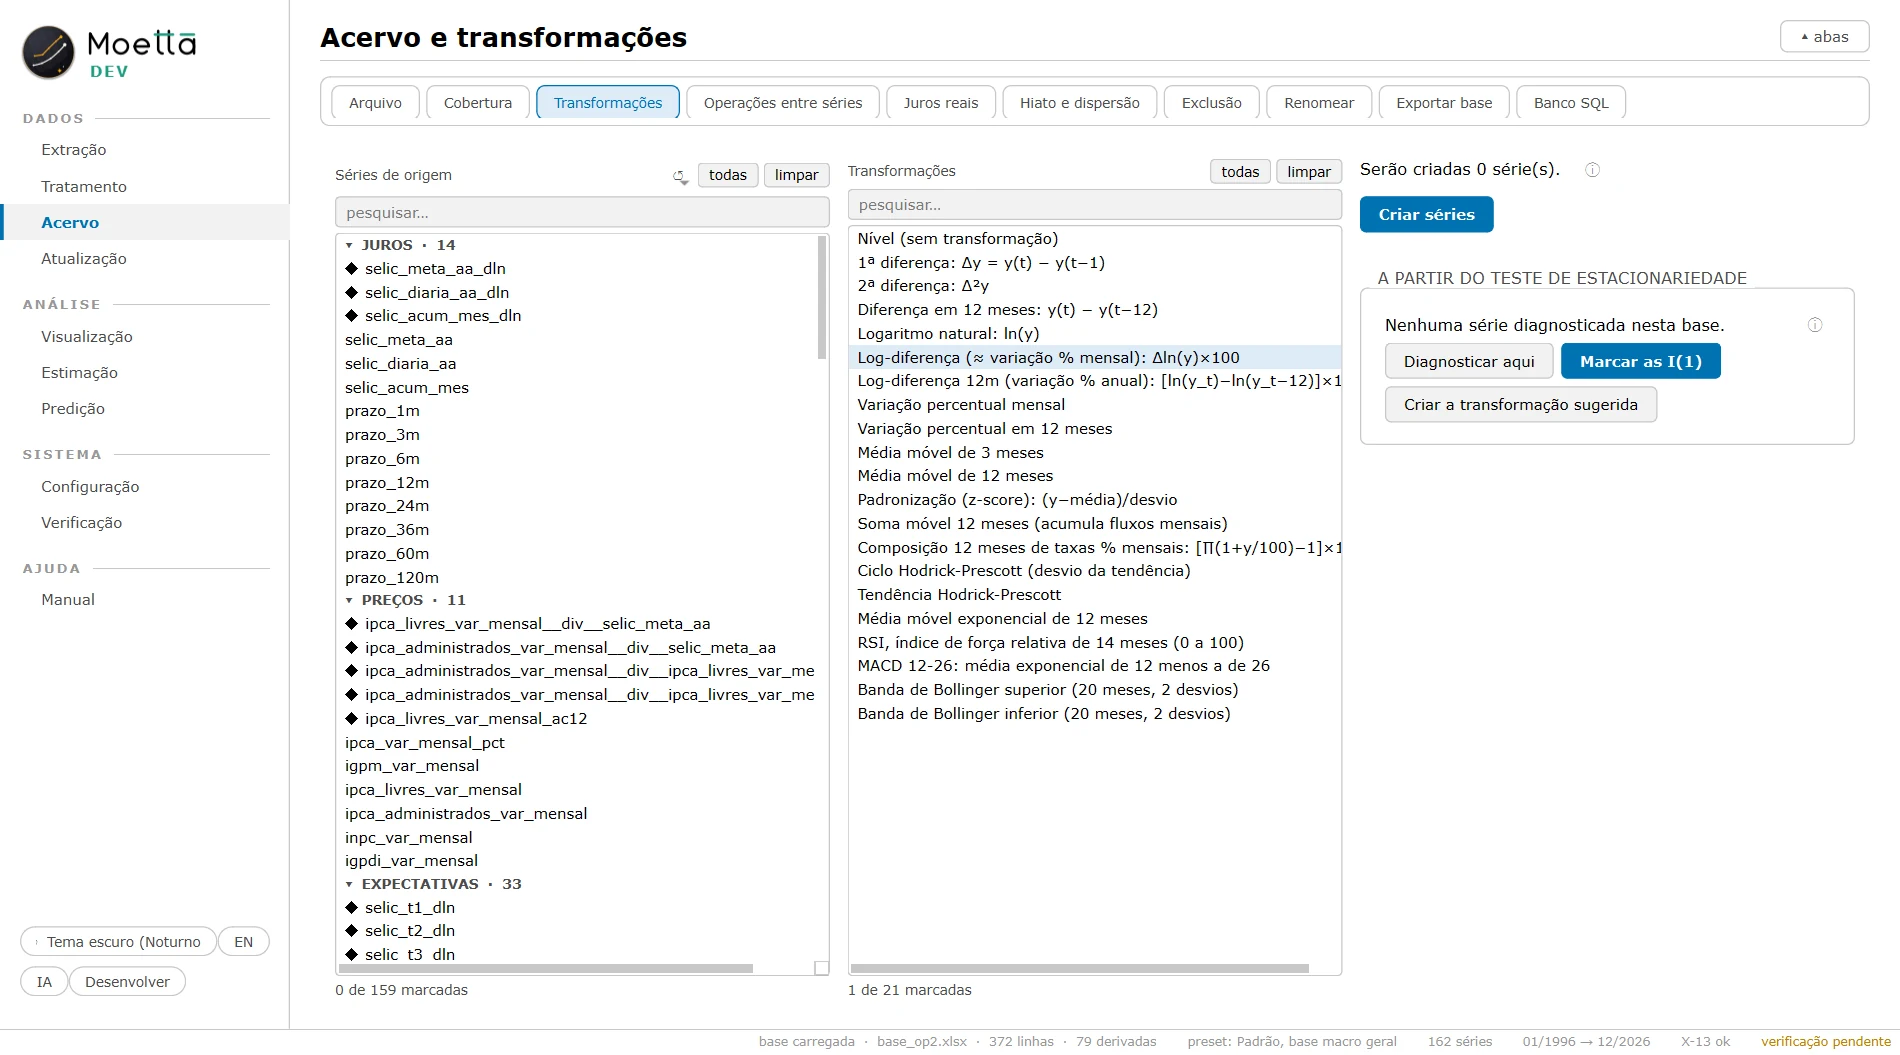 Moetta
DEV
DADOS
Extração
Tratamento
Acervo
Atualização
ANÁLISE
Visualização
Estimação
Predição
SISTEMA
Configuração
Verificação
AJUDA
Manual
Tema escuro (Noturno
EN
IA
Desenvolver
Acervo e transformações
▲ abas
Arquivo
Cobertura
Transformações
Operações entre séries
Juros reais
Hiato e dispersão
Exclusão
Renomear
Exportar base
Banco SQL
Séries de origem
todas
limpar
pesquisar...
▼ JUROS · 14
◆ selic_meta_aa_dln
◆ selic_diaria_aa_dln
◆ selic_acum_mes_dln
selic_meta_aa
selic_diaria_aa
selic_acum_mes
prazo_1m
prazo_3m
prazo_6m
prazo_12m
prazo_24m
prazo_36m
prazo_60m
prazo_120m
▼ PREÇOS · 11
◆ ipca_livres_var_mensal__div__selic_meta_aa
◆ ipca_administrados_var_mensal__div__selic_meta_aa
◆ ipca_administrados_var_mensal__div__ipca_livres_var_me
◆ ipca_administrados_var_mensal__div__ipca_livres_var_me
◆ ipca_livres_var_mensal_ac12
ipca_var_mensal_pct
igpm_var_mensal
ipca_livres_var_mensal
ipca_administrados_var_mensal
inpc_var_mensal
igpdi_var_mensal
▼ EXPECTATIVAS · 33
◆ selic_t1_dln
◆ selic_t2_dln
◆ selic_t3_dln
0 de 159 marcadas
Transformações
todas
limpar
pesquisar...
Nível (sem transformação)
1ª diferença: Δy = y(t) − y(t−1)
2ª diferença: Δ²y
Diferença em 12 meses: y(t) − y(t−12)
Logaritmo natural: ln(y)
Log-diferença (≈ variação % mensal): Δln(y)×100
Log-diferença 12m (variação % anual): [ln(y_t)−ln(y_t−12)]×1
Variação percentual mensal
Variação percentual em 12 meses
Média móvel de 3 meses
Média móvel de 12 meses
Padronização (z-score): (y−média)/desvio
Soma móvel 12 meses (acumula fluxos mensais)
Composição 12 meses de taxas % mensais: [∏(1+y/100)−1]×1
Ciclo Hodrick-Prescott (desvio da tendência)
Tendência Hodrick-Prescott
Média móvel exponencial de 12 meses
RSI, índice de força relativa de 14 meses (0 a 100)
MACD 12-26: média exponencial de 12 menos a de 26
Banda de Bollinger superior (20 meses, 2 desvios)
Banda de Bollinger inferior (20 meses, 2 desvios)
1 de 21 marcadas
Serão criadas 0 série(s). ⓘ
Criar séries
A PARTIR DO TESTE DE ESTACIONARIEDADE
Nenhuma série diagnosticada nesta base. ⓘ
Diagnosticar aqui
Marcar as I(1)
Criar a transformação sugerida
base carregada · base_op2.xlsx · 372 linhas · 79 derivadas
preset: Padrão, base macro geral
162 séries
01/1996 → 12/2026
X-13 ok
verificação pendente